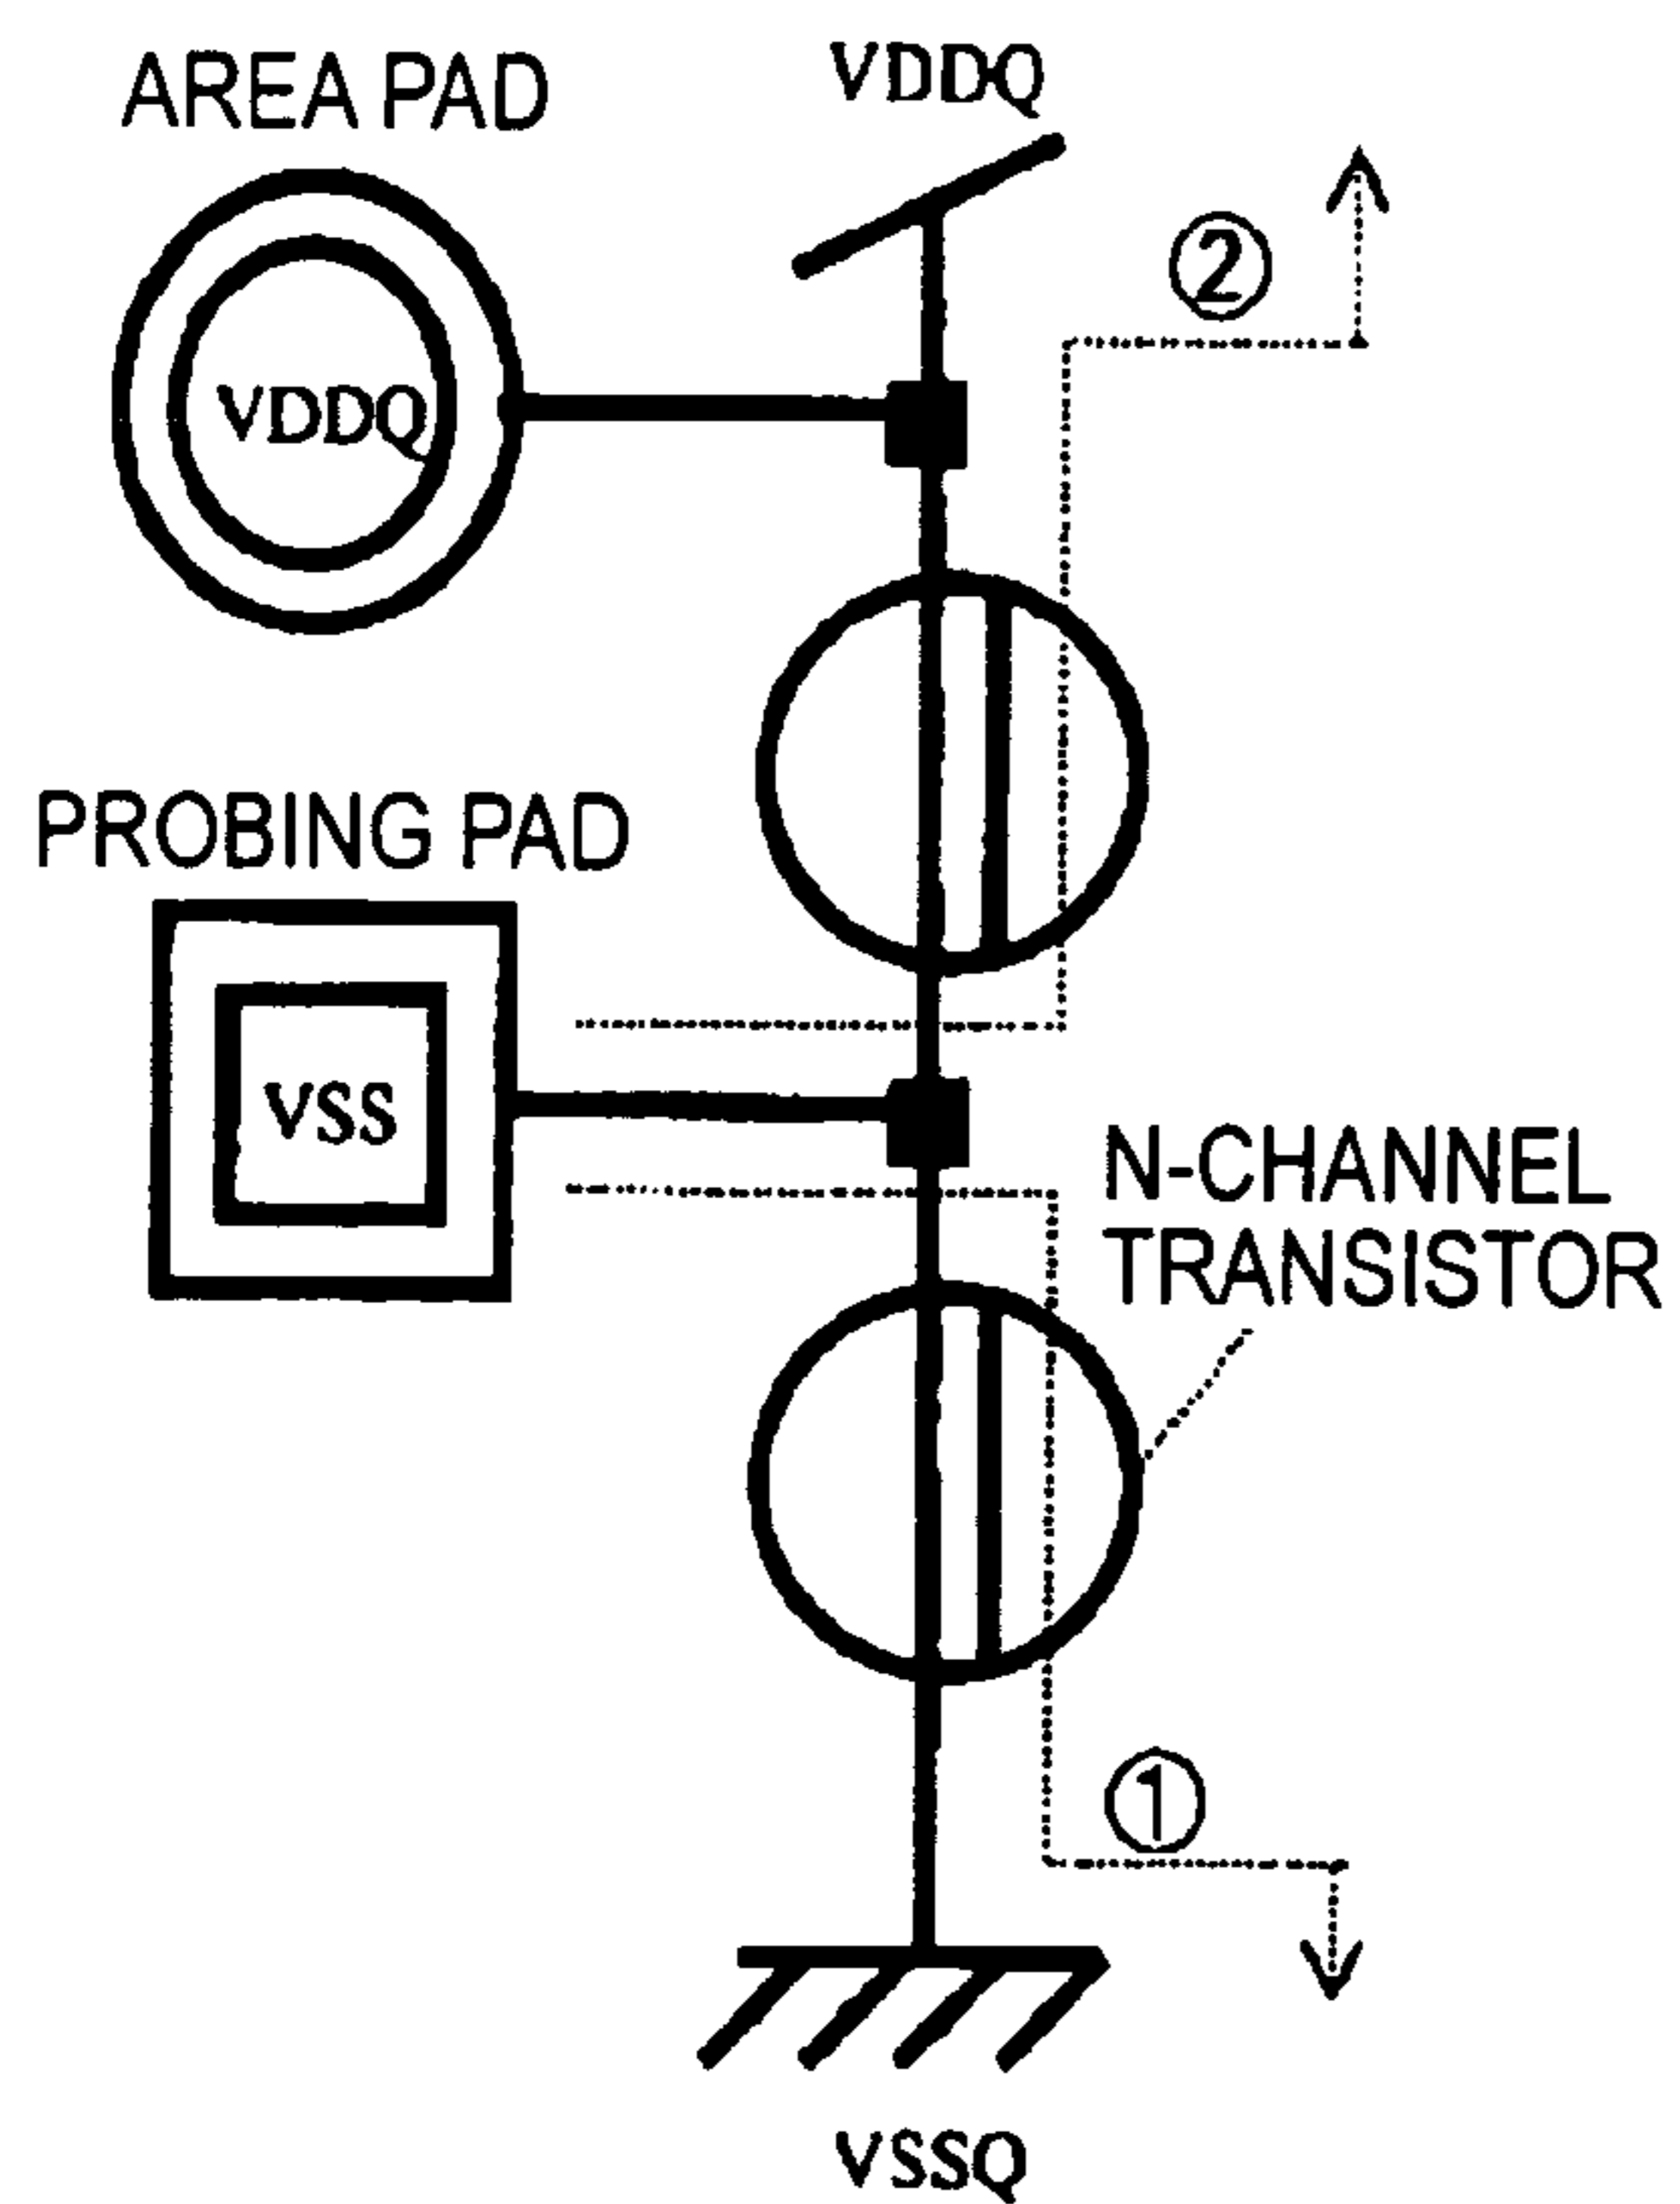 AREA PAD
VDDQ
②
VDDQ
PROBING PAD
VSS
N-CHANNEL
TRANSISTOR
①
VSSQ